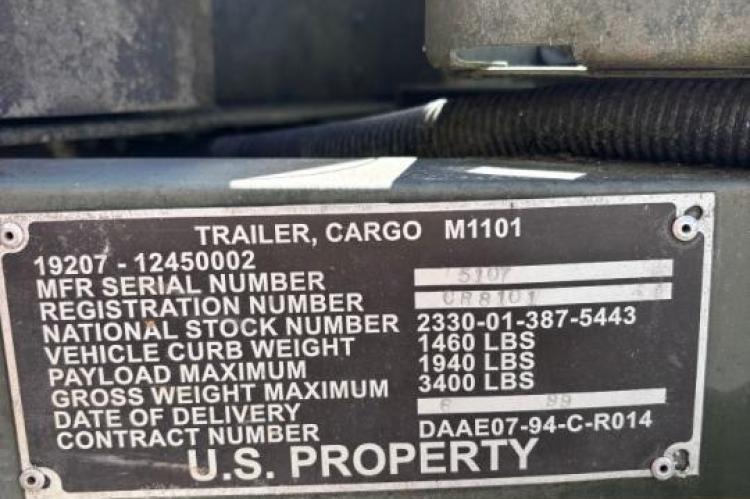 TRAILER, CARGO M1101
19207 - 12450002
MFR SERIAL NUMBER 5107
REGISTRATION NUMBER CR8101
NATIONAL STOCK NUMBER 2330-01-387-5443
VEHICLE CURB WEIGHT 1460 LBS
PAYLOAD MAXIMUM 1940 LBS
GROSS WEIGHT MAXIMUM 3400 LBS
DATE OF DELIVERY
CONTRACT NUMBER DAAE07-94-C-R014
U.S. PROPERTY